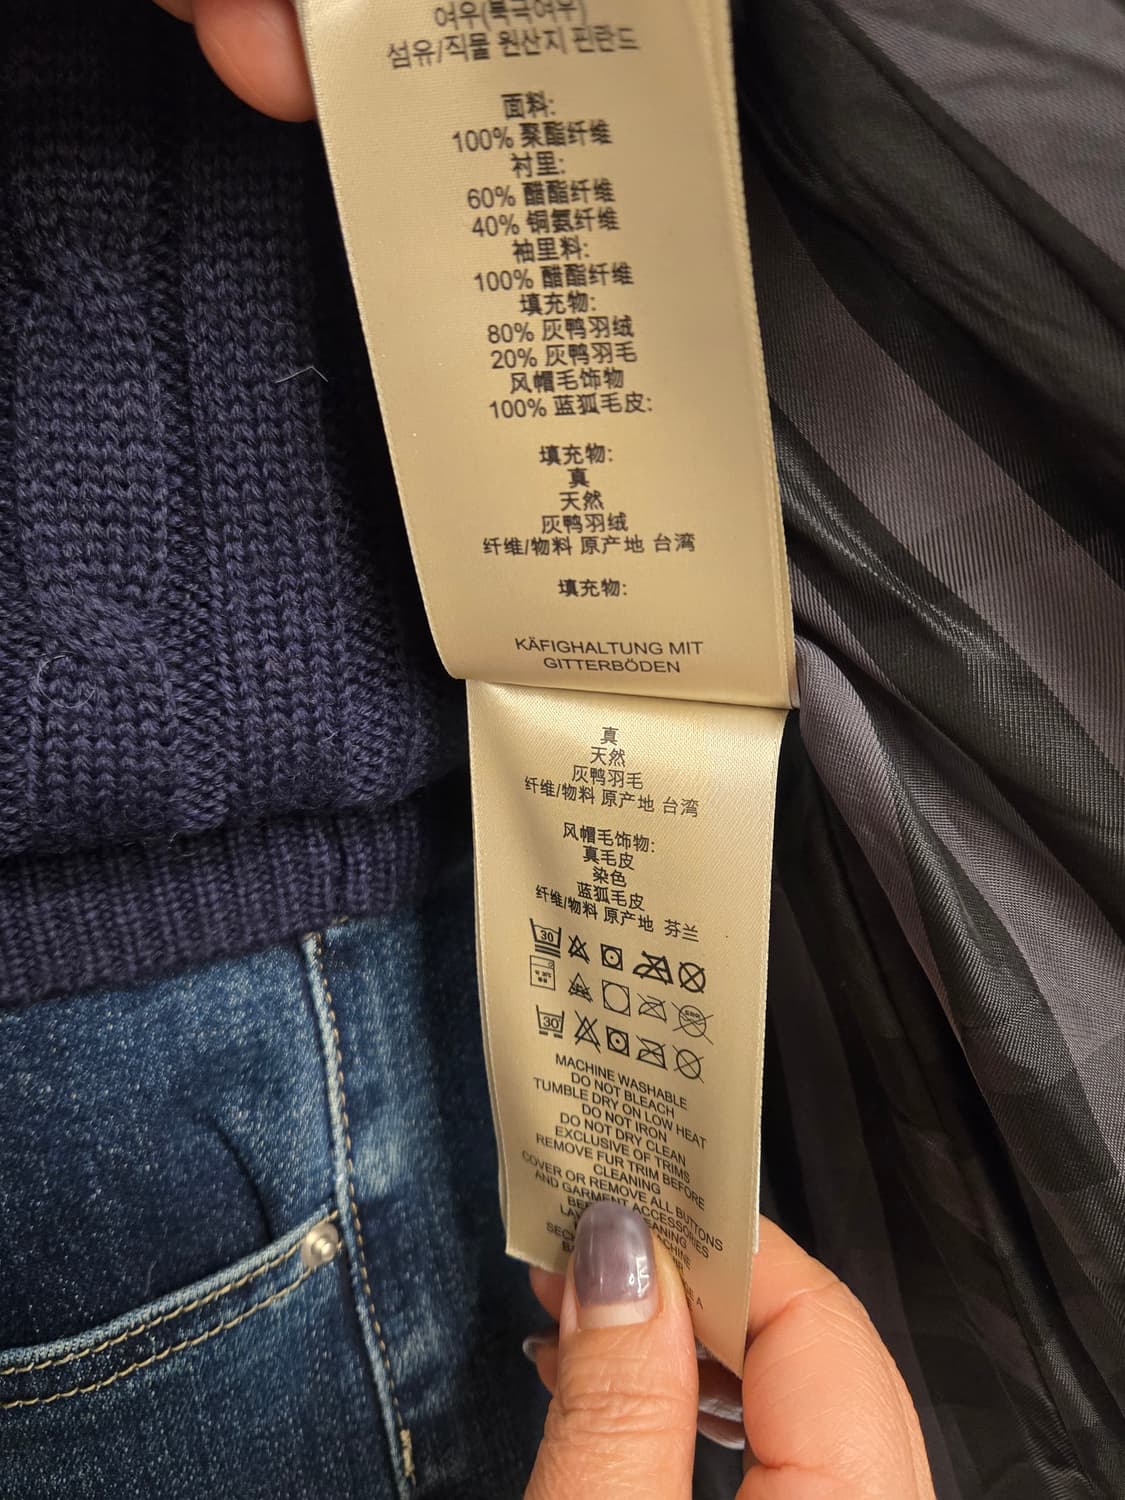 여우(북극여우)
섬유/직물 원산지 핀란드
面料:
100% 聚酯纤维
衬里:
60% 醋酯纤维
40% 铜氨纤维
袖里料:
100% 醋酯纤维
填充物:
80% 灰鸭羽绒
20% 灰鸭羽毛
风帽毛饰物
100% 蓝狐毛皮:
填充物:
真
天然
灰鸭羽绒
纤维/物料 原产地 台湾
填充物:
KÄFIGHALTUNG MIT
GITTERBÖDEN
真
天然
灰鸭羽毛
纤维/物料 原产地 台湾
风帽毛饰物:
真毛皮
染色
蓝狐毛皮
纤维/物料 原产地 芬兰
30
30
MACHINE WASHABLE
DO NOT BLEACH
TUMBLE DRY ON LOW HEAT
DO NOT IRON
DO NOT DRY CLEAN
EXCLUSIVE OF TRIMS
REMOVE FUR TRIM BEFORE
CLEANING
COVER OR REMOVE ALL BUTTONS
AND GARMENT ACCESSORIES